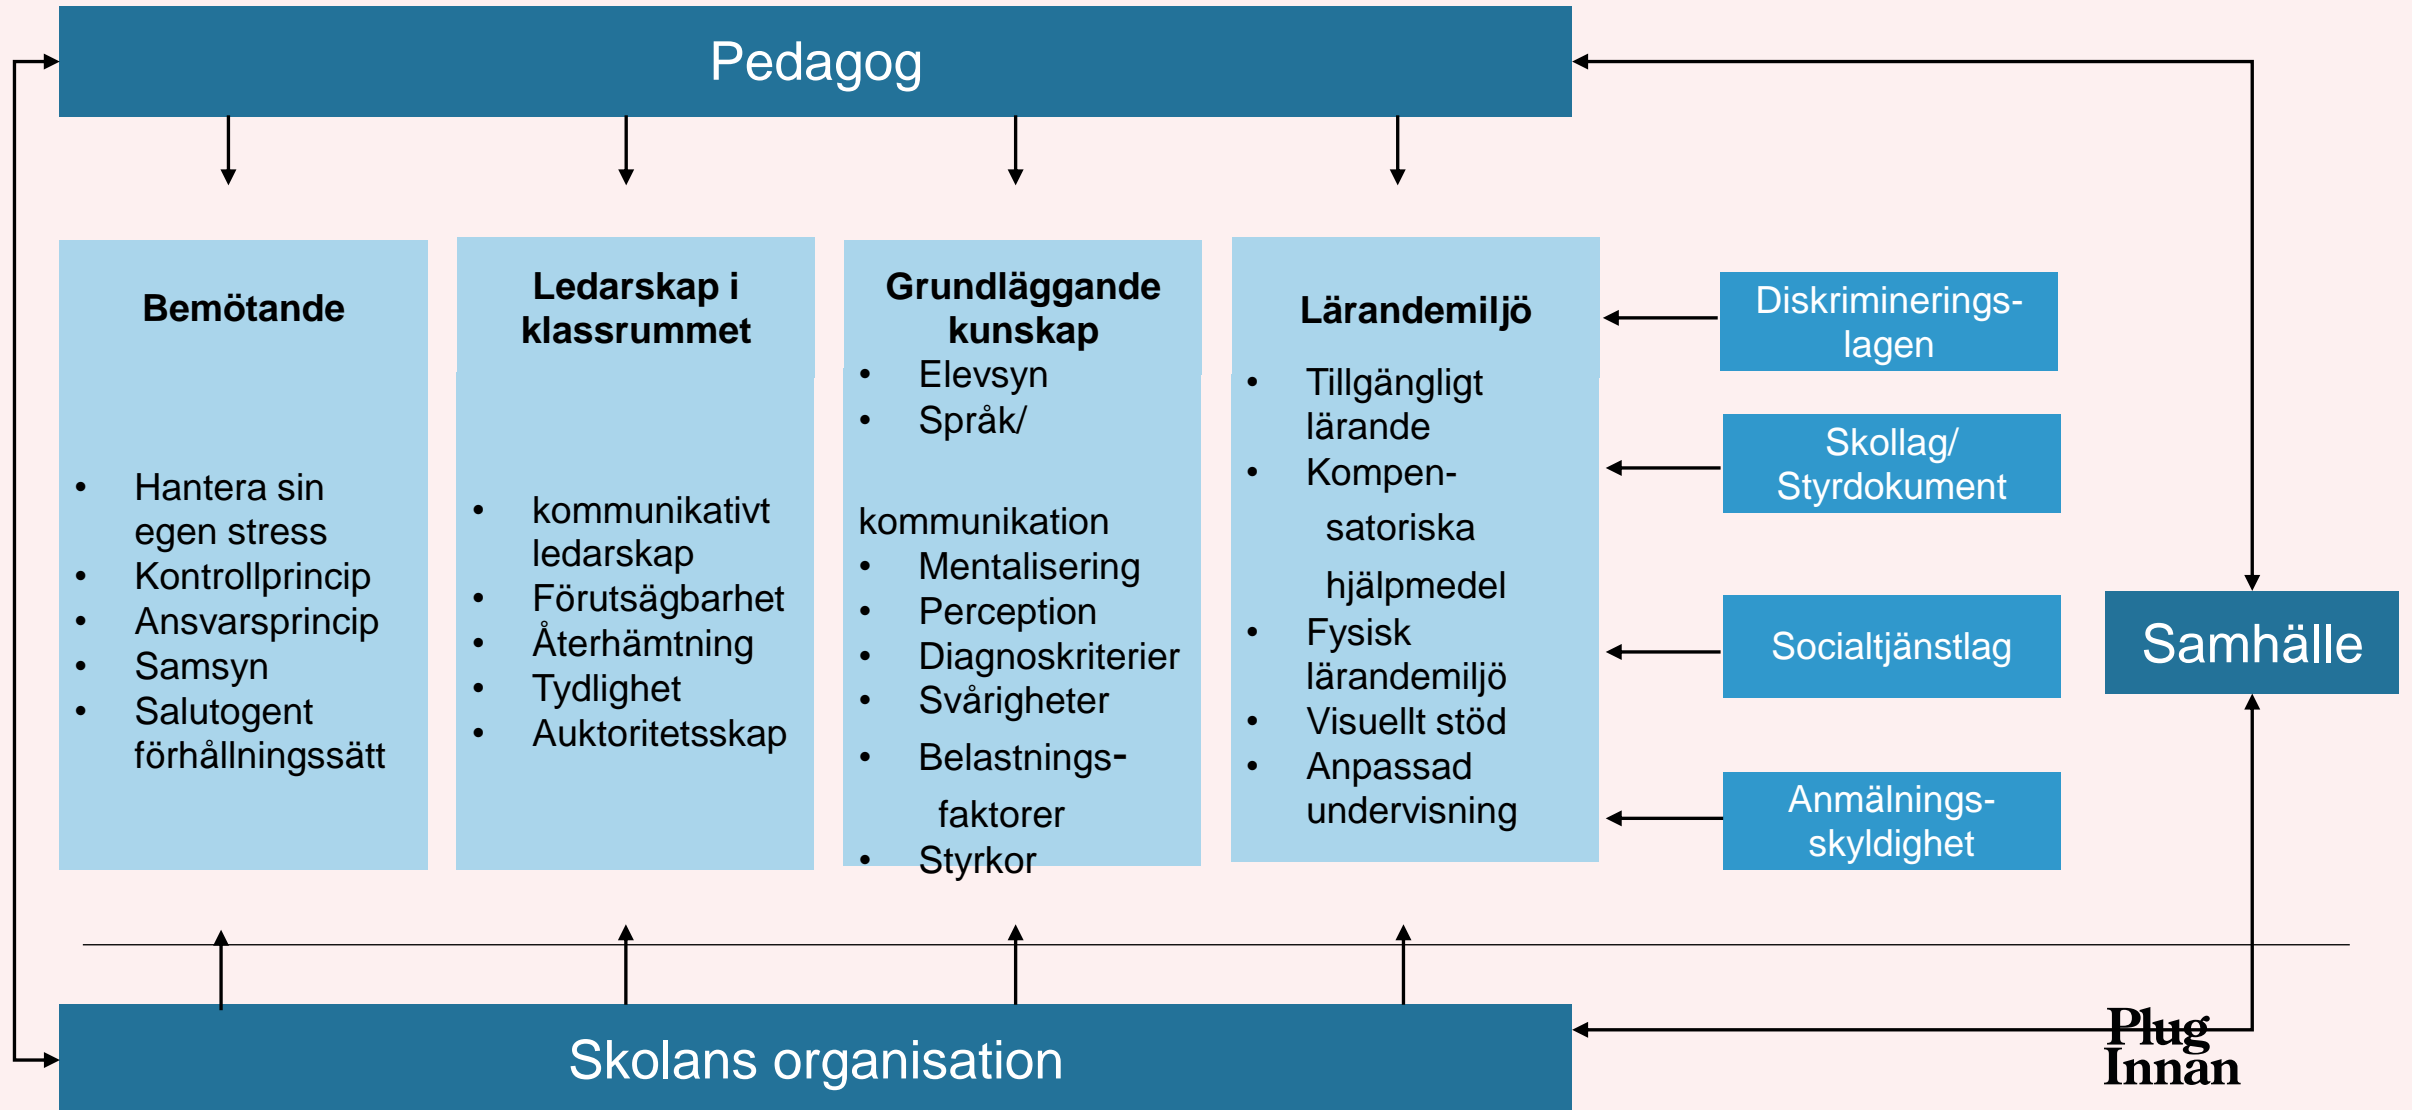 Pedagog
Bemötande
• Hantera sin
egen stress
• Kontrollprincip
• Ansvarsprincip
• Samsyn
• Salutogent
förhållningssätt
Ledarskap i
klassrummet
• kommunikativt
ledarskap
• Förutsägbarhet
• Återhämtning
• Tydlighet
• Auktoritetsskap
Grundläggande
kunskap
• Elevsyn
• Språk/
kommunikation
• Mentalisering
• Perception
• Diagnoskriterier
• Svårigheter
• Belastnings-
faktorer
• Styrkor
Lärandemiljö
• Tillgängligt
lärande
• Kompen-
satoriska
hjälpmedel
• Fysisk
lärandemiljö
• Visuellt stöd
• Anpassad
undervisning
Diskriminerings-
lagen
Skollag/
Styrdokument
Socialtjänstlag
Anmälnings-
skyldighet
Samhälle
Skolans organisation
Plug
Innan